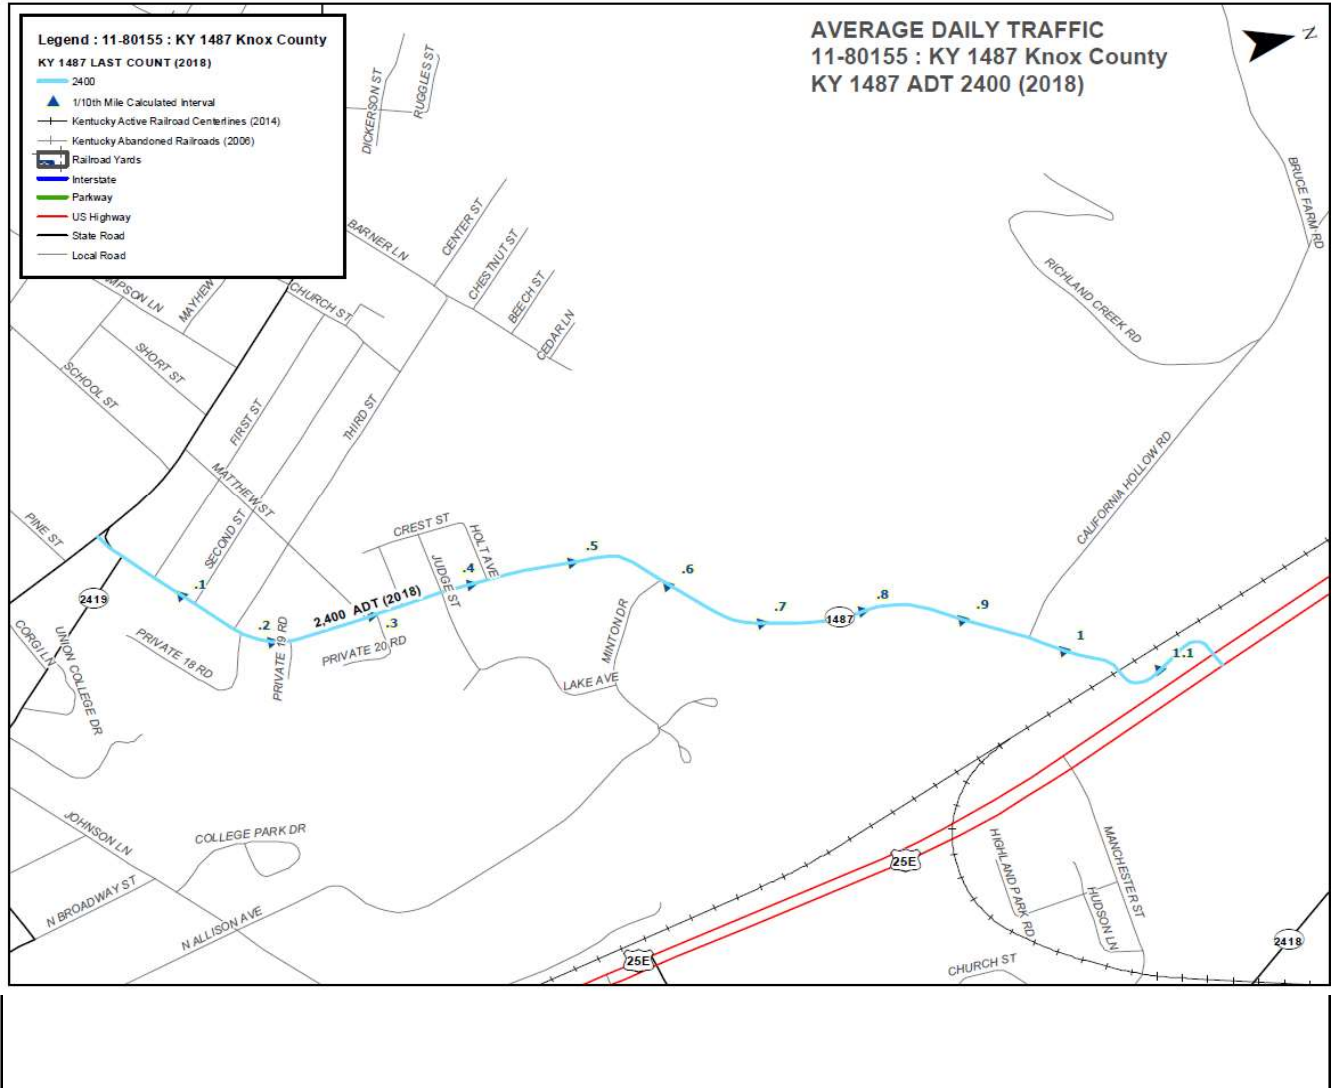 Legend : 11-80155 : KY 1487 Knox County
KY 1487 LAST COUNT (2018)
2400
1/10th Mile Calculated Interval
Kentucky Active Railroad Centerlines (2014)
Kentucky Abandoned Railroads (2006)
Railroad Yards
Interstate
Parkway
US Highway
State Road
Local Road
AVERAGE DAILY TRAFFIC
11-80155 : KY 1487 Knox County
KY 1487 ADT 2400 (2018)
N
DICKERSON ST
RUGGLES ST
BARNER LN
CENTER ST
CHESTNUT ST
BEECH ST
CEDAR LN
MPSON LN
MAYHEW
CHURCH ST
SHORT ST
SCHOOL ST
FIRST ST
THIRD ST
MATTHEW ST
SECOND ST
PINE ST
BRUCE FARM RD
RICHLAND CREEK RD
CALIFORNIA HOLLOW RD
CREST ST
HOLT AVE
JUDGE ST
2,400 ADT (2018)
.1
.2
.3
.4
.5
.6
.7
.8
.9
1
1.1
1487
2419
CORGI LN
UNION COLLEGE DR
PRIVATE 18 RD
PRIVATE 19 RD
PRIVATE 20 RD
MINTON DR
LAKE AVE
JOHNSON LN
COLLEGE PARK DR
N BROADWAY ST
N ALLISON AVE
25E
25E
HIGHLAND PARK RD
MANCHESTER ST
HUDSON LN
CHURCH ST
2418